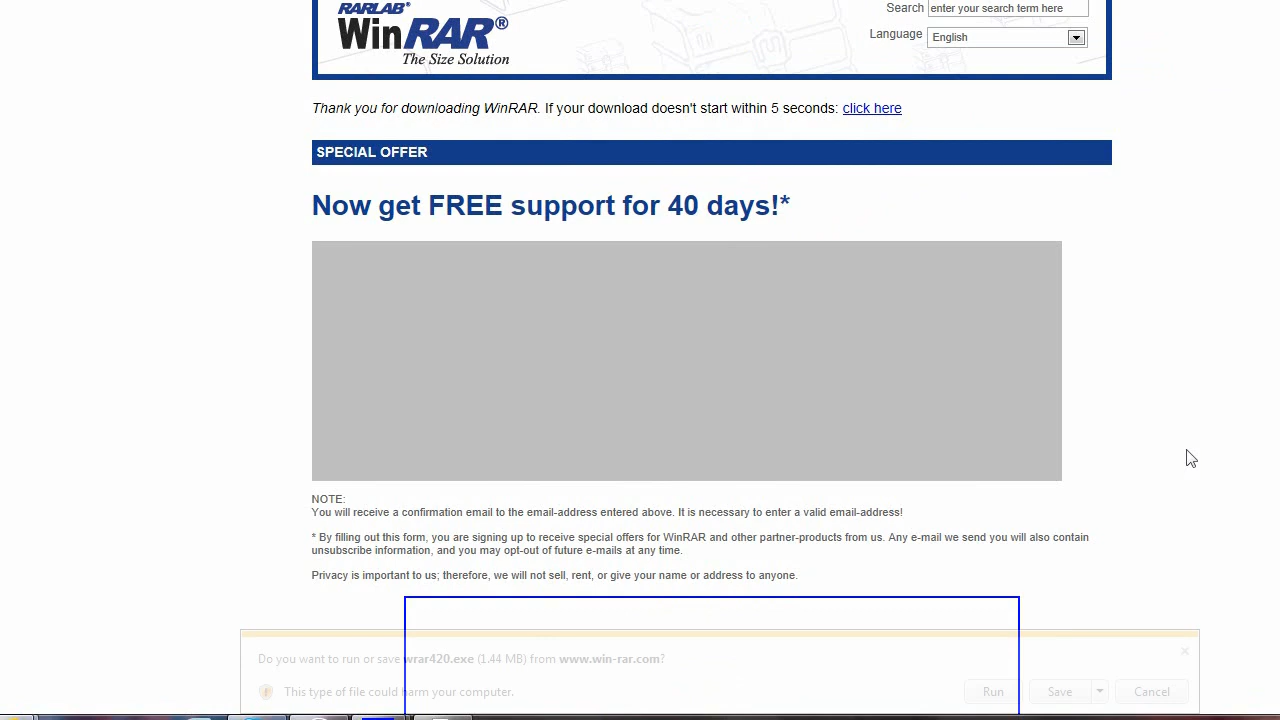 RARLAB®
Search enter your search term here
WinRAR®
Language English
The Size Solution
Thank you for downloading WinRAR. If your download doesn't start within 5 seconds: click here
SPECIAL OFFER
Now get FREE support for 40 days!*
NOTE:
You will receive a confirmation email to the email-address entered above. It is necessary to enter a valid email-address!
* By filling out this form, you are signing up to receive special offers for WinRAR and other partner-products from us. Any e-mail we send you will also contain
unsubscribe information, and you may opt-out of future e-mails at any time.
Privacy is important to us; therefore, we will not sell, rent, or give your name or address to anyone.
Do you want to run or save wrar420.exe (1.44 MB) from www.win-rar.com?
This type of file could harm your computer.
Run Save Cancel